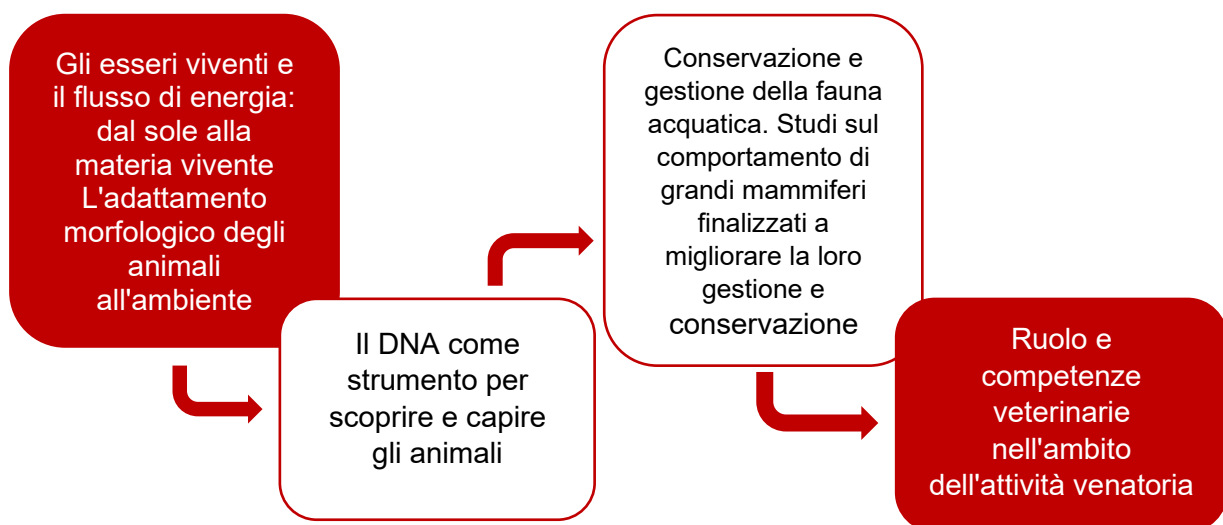 Gli esseri viventi e
il flusso di energia:
dal sole alla
materia vivente
L'adattamento
morfologico degli
animali
all'ambiente
Il DNA come
strumento per
scoprire e capire
gli animali
Conservazione e
gestione della fauna
acquatica. Studi sul
comportamento di
grandi mammiferi
finalizzati a
migliorare la loro
gestione e
conservazione
Ruolo e
competenze
veterinarie
nell'ambito
dell'attività venatoria